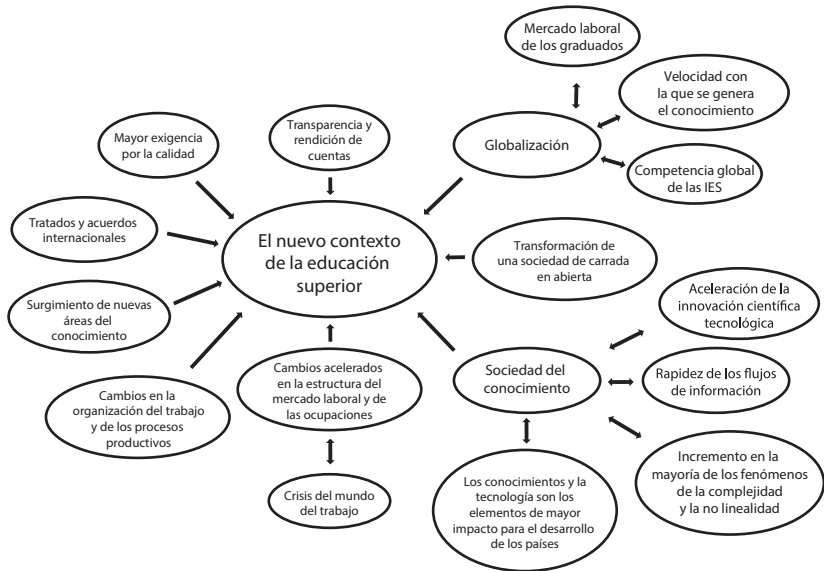 Mercado laboral
de los graduados
Velocidad con
la que se genera
el conocimiento
Transparencia y
rendición de
cuentas
Mayor exigencia
por la calidad
Globalización
Competencia global
de las IES
Tratados y acuerdos
internacionales
El nuevo contexto
de la educación
superior
Transformación de
una sociedad de carrada
en abierta
Surgimiento de nuevas
áreas del
conocimiento
Aceleración de la
innovación científica
tecnológica
Cambios acelerados
en la estructura del
mercado laboral y de
las ocupaciones
Sociedad del
conocimiento
Rapidez de los flujos
de información
Cambios en la
organización del trabajo
y de los procesos
productivos
Incremento en la
mayoría de los fenómenos
de la complejidad
y la no linealidad
Crisis del mundo
del trabajo
Los conocimientos y la
tecnología son los
elementos de mayor
impacto para el desarrollo
de los países